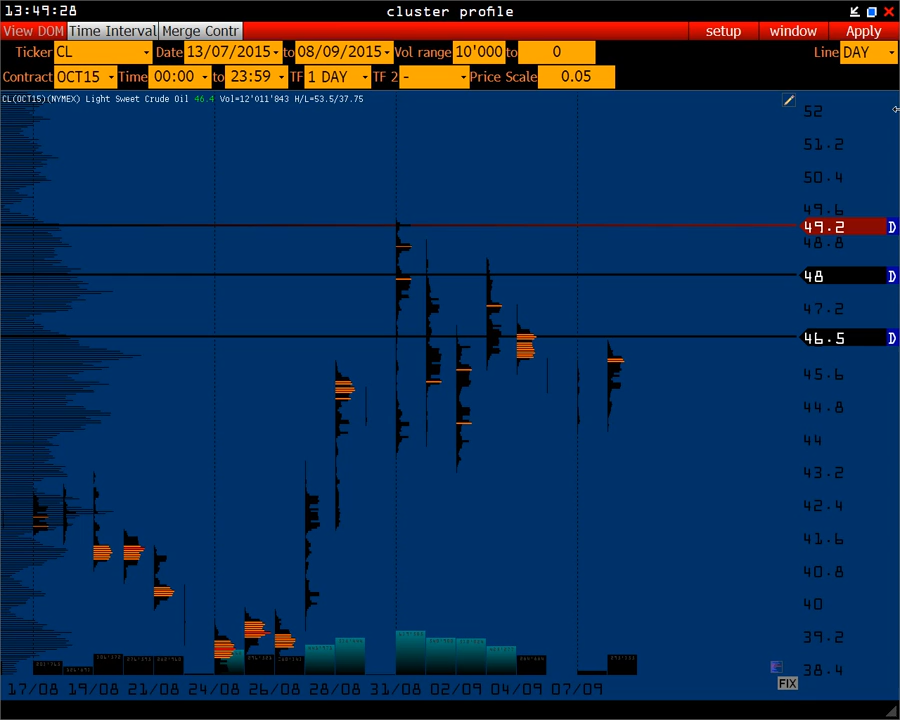 13:49:28 cluster profile
View DOM Time Interval Merge Contr setup window Apply
Ticker CL Date 13/07/2015 to 08/09/2015 Vol range 10'000 to 0 Line DAY
Contract OCT15 Time 00:00 to 23:59 TF 1 DAY TF 2 - Price Scale 0.05
CL(OCT15)(NYMEX) Light Sweet Crude Oil 46.4 Vol=12'011'843 H/L=53.5/37.75
52
51.2
50.4
49.6
49.2 D
48.8
48 D
47.2
46.5 D
45.6
44.8
44
43.2
42.4
41.6
40.8
40
39.2
38.4
17/08 19/08 21/08 24/08 26/08 28/08 31/08 02/09 04/09 07/09
FIX